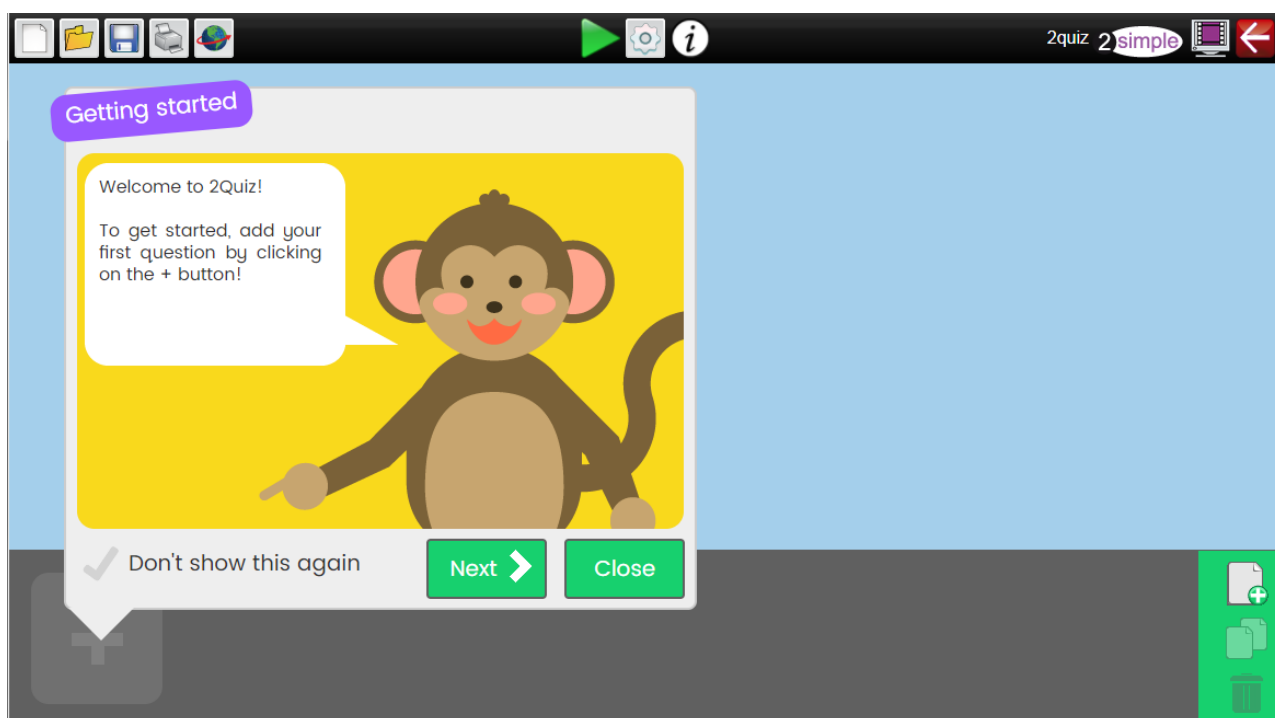 2quiz 2simple
Getting started
Welcome to 2Quiz!
To get started, add your
first question by clicking
on the + button!
Don't show this again
Next
Close